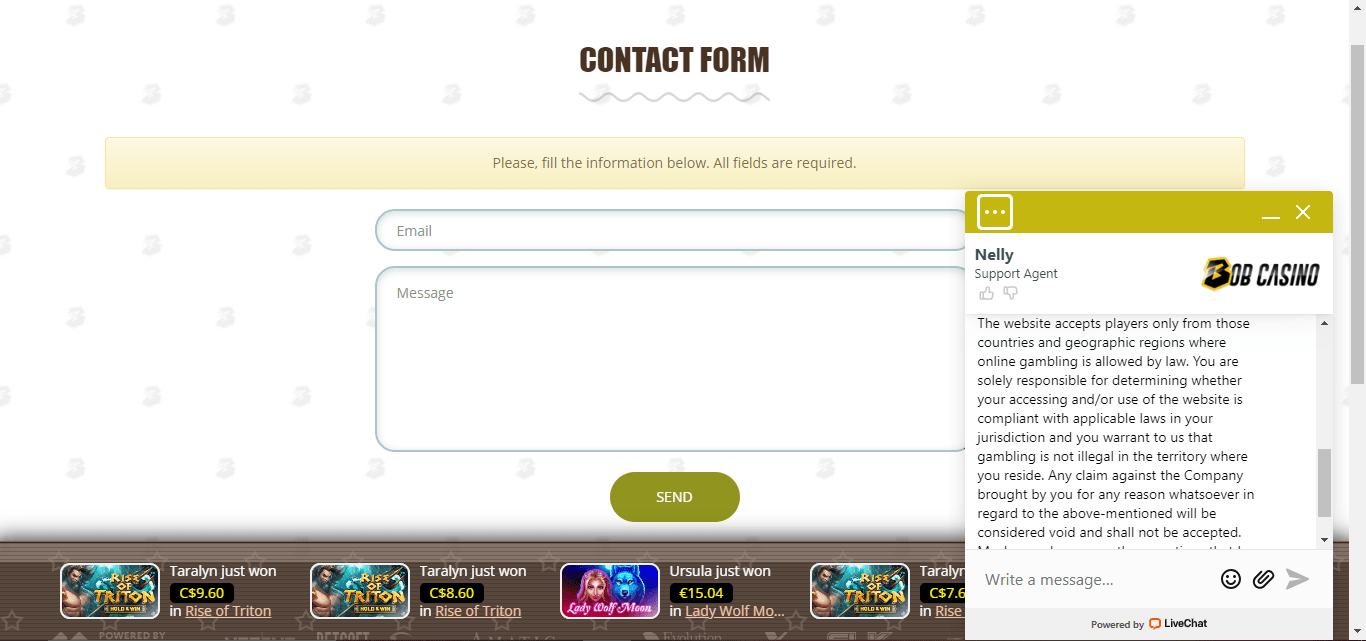 CONTACT FORM
Please, fill the information below. All fields are required.
Email
Message
SEND
Nelly
Support Agent
BOB CASINO
The website accepts players only from those
countries and geographic regions where
online gambling is allowed by law. You are
solely responsible for determining whether
your accessing and/or use of the website is
compliant with applicable laws in your
jurisdiction and you warrant to us that
gambling is not illegal in the territory where
you reside. Any claim against the Company
brought by you for any reason whatsoever in
regard to the above-mentioned will be
considered void and shall not be accepted.
Write a message...
Powered by LiveChat
RISE OF TRITON
HOLD & WIN
Taralyn just won
C$9.60
in Rise of Triton
RISE OF TRITON
HOLD & WIN
Taralyn just won
C$8.60
in Rise of Triton
Lady Wolf Moon
Ursula just won
€15.04
in Lady Wolf Mo...
RISE OF TRITON
HOLD & WIN
Taraly
C$7.6
in Rise
POWERED BY
Evolution